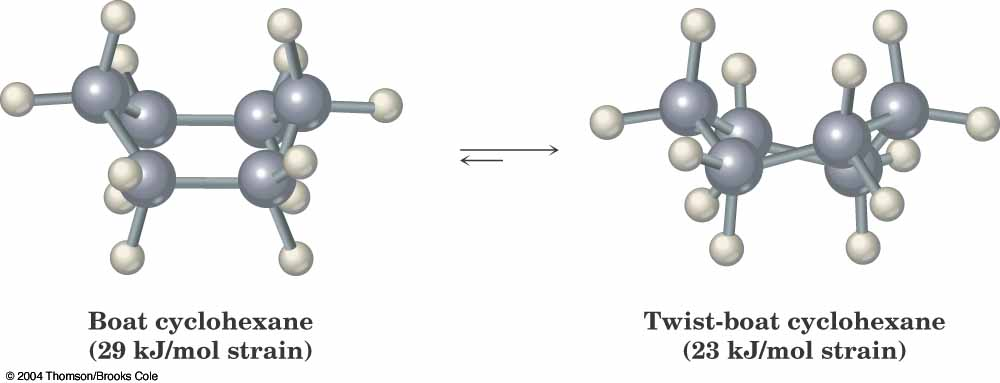 Boat cyclohexane
(29 kJ/mol strain)
Twist-boat cyclohexane
(23 kJ/mol strain)
© 2004 Thomson/Brooks Cole